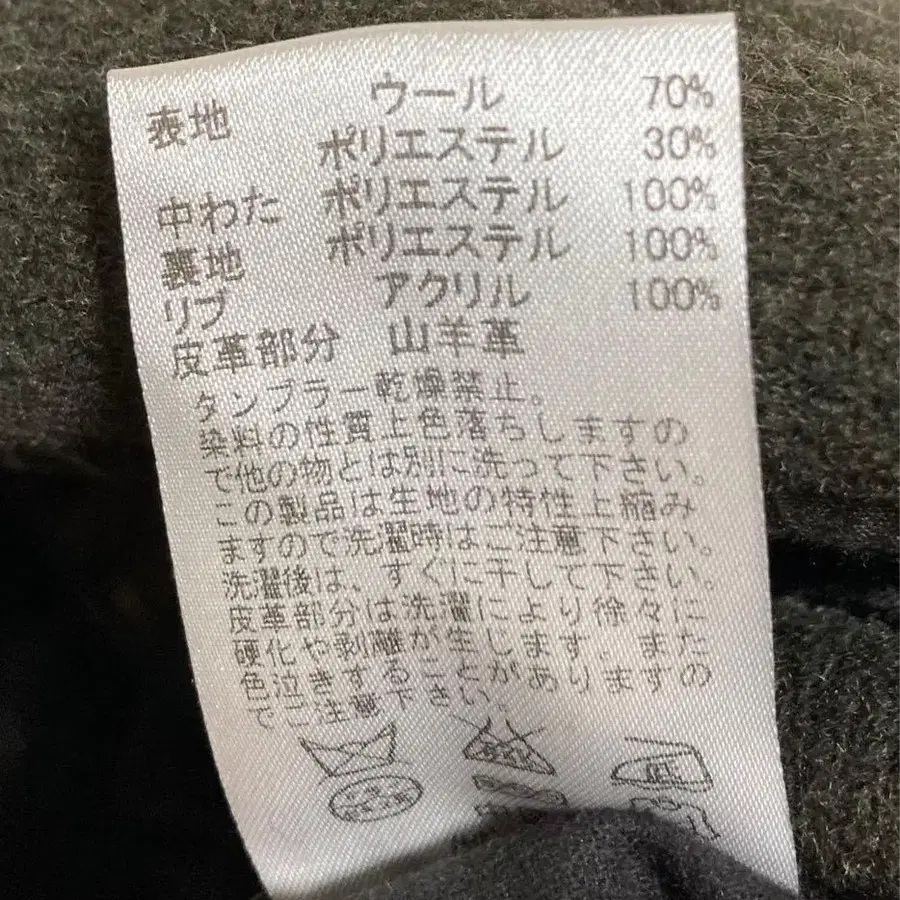 表地 ウール 70%
ポリエステル 30%
中わた ポリエステル 100%
裏地 ポリエステル 100%
リブ アクリル 100%
皮革部分 山羊革
タンブラー乾燥禁止。
染料の性質上色落ちしますの
で他の物とは別に洗って下さい。
この製品は生地の特性上縮み
ますので洗濯時はご注意下さい。
洗濯後は、すぐに干して下さい。
皮革部分は洗濯により徐々に
硬化や剥離が生じます。また
色泣きすることがありますの
でご注意下さい。